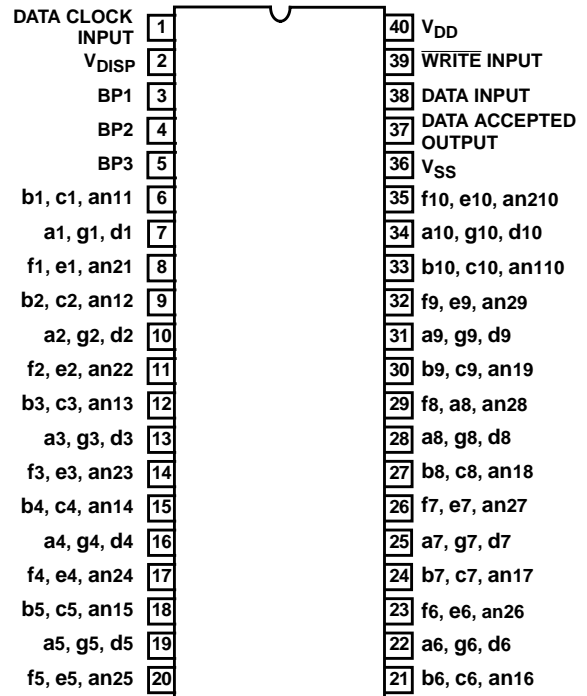 DATA CLOCK
INPUT 1
VDISP 2
BP1 3
BP2 4
BP3 5
b1, c1, an11 6
a1, g1, d1 7
f1, e1, an21 8
b2, c2, an12 9
a2, g2, d2 10
f2, e2, an22 11
b3, c3, an13 12
a3, g3, d3 13
f3, e3, an23 14
b4, c4, an14 15
a4, g4, d4 16
f4, e4, an24 17
b5, c5, an15 18
a5, g5, d5 19
f5, e5, an25 20
40 VDD
39 WRITE INPUT
38 DATA INPUT
37 DATA ACCEPTED
OUTPUT
36 VSS
35 f10, e10, an210
34 a10, g10, d10
33 b10, c10, an110
32 f9, e9, an29
31 a9, g9, d9
30 b9, c9, an19
29 f8, a8, an28
28 a8, g8, d8
27 b8, c8, an18
26 f7, e7, an27
25 a7, g7, d7
24 b7, c7, an17
23 f6, e6, an26
22 a6, g6, d6
21 b6, c6, an16